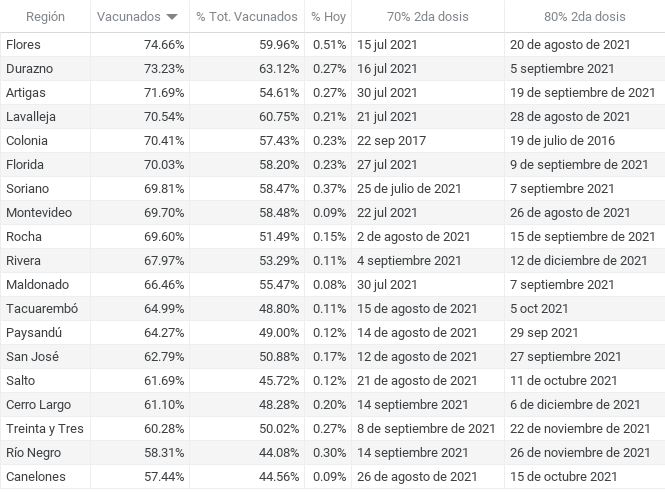 Región Vacunados % Tot. Vacunados % Hoy 70% 2da dosis 80% 2da dosis
Flores 74.66% 59.96% 0.51% 15 jul 2021 20 de agosto de 2021
Durazno 73.23% 63.12% 0.27% 16 jul 2021 5 septiembre 2021
Artigas 71.69% 54.61% 0.27% 30 jul 2021 19 de septiembre de 2021
Lavalleja 70.54% 60.75% 0.21% 21 jul 2021 28 de agosto de 2021
Colonia 70.41% 57.43% 0.23% 22 sep 2017 19 de julio de 2016
Florida 70.03% 58.20% 0.23% 27 jul 2021 9 de septiembre de 2021
Soriano 69.81% 58.47% 0.37% 25 de julio de 2021 7 septiembre 2021
Montevideo 69.70% 58.48% 0.09% 22 jul 2021 26 de agosto de 2021
Rocha 69.60% 51.49% 0.15% 2 de agosto de 2021 15 de septiembre de 2021
Rivera 67.97% 53.29% 0.11% 4 septiembre 2021 12 de diciembre de 2021
Maldonado 66.46% 55.47% 0.08% 30 jul 2021 7 septiembre 2021
Tacuarembó 64.99% 48.80% 0.11% 15 de agosto de 2021 5 oct 2021
Paysandú 64.27% 49.00% 0.12% 14 de agosto de 2021 29 sep 2021
San José 62.79% 50.88% 0.17% 12 de agosto de 2021 27 septiembre 2021
Salto 61.69% 45.72% 0.12% 21 de agosto de 2021 11 de octubre de 2021
Cerro Largo 61.10% 48.28% 0.20% 14 septiembre 2021 6 de diciembre de 2021
Treinta y Tres 60.28% 50.02% 0.27% 8 de septiembre de 2021 22 de noviembre de 2021
Río Negro 58.31% 44.08% 0.30% 14 septiembre 2021 26 de noviembre de 2021
Canelones 57.44% 44.56% 0.09% 26 de agosto de 2021 15 de octubre de 2021